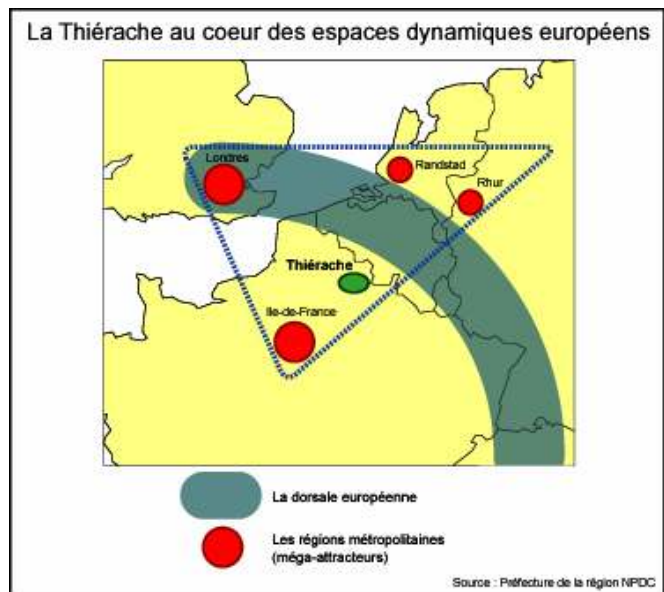 La Thiérache au coeur des espaces dynamiques européens
Londres
Randstad
Rhur
Thiérache
Ile-de-France
La dorsale européenne
Les régions métropolitaines
(méga-attracteurs)
Source : Préfecture de la région NPDC